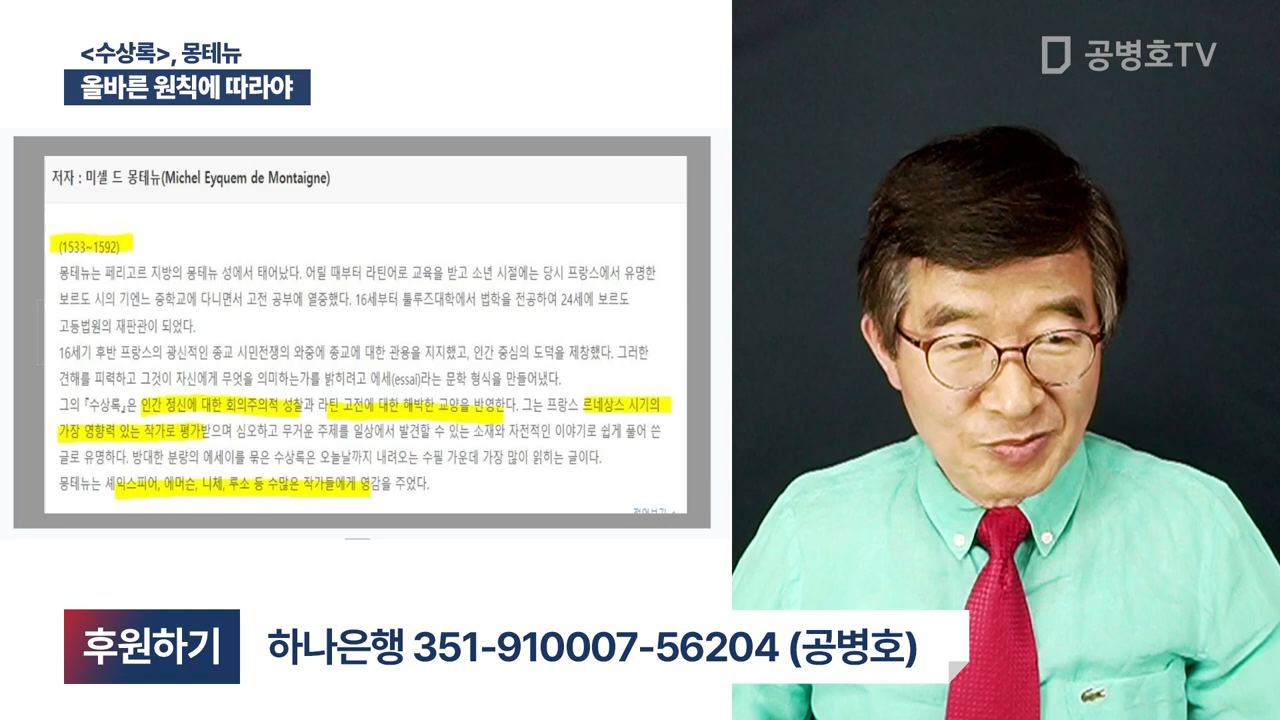 <수상록>, 몽테뉴
올바른 원칙에 따라야
공병호TV
저자 : 미셸 드 몽테뉴(Michel Eyquem de Montaigne)
(1533~1592)
몽테뉴는 페리고르 지방의 몽테뉴 성에서 태어났다. 어릴 때부터 라틴어로 교육을 받고 소년 시절에는 당시 프랑스에서 유명한
보르도 시의 기엔느 중학교에 다니면서 고전 공부에 열중했다. 16세부터 툴루즈대학에서 법학을 전공하여 24세에 보르도
고등법원의 재판관이 되었다.
16세기 후반 프랑스의 광신적인 종교 시민전쟁의 와중에 종교에 대한 관용을 지지했고, 인간 중심의 도덕을 제창했다. 그러한
견해를 피력하고 그것이 자신에게 무엇을 의미하는가를 밝히려고 에세(essai)라는 문학 형식을 만들어냈다.
그의 『수상록』은 인간 정신에 대한 회의주의적 성찰과 라틴 고전에 대한 해박한 교양을 반영한다. 그는 프랑스 르네상스 시기의
가장 영향력 있는 작가로 평가받으며 심오하고 무거운 주제를 일상에서 발견할 수 있는 소재와 자전적인 이야기로 쉽게 풀어 쓴
글로 유명하다. 방대한 분량의 에세이를 묶은 수상록은 오늘날까지 내려오는 수필 가운데 가장 많이 읽히는 글이다.
몽테뉴는 셰익스피어, 에머슨, 니체, 루소 등 수많은 작가들에게 영감을 주었다.
후원하기
하나은행 351-910007-56204 (공병호)